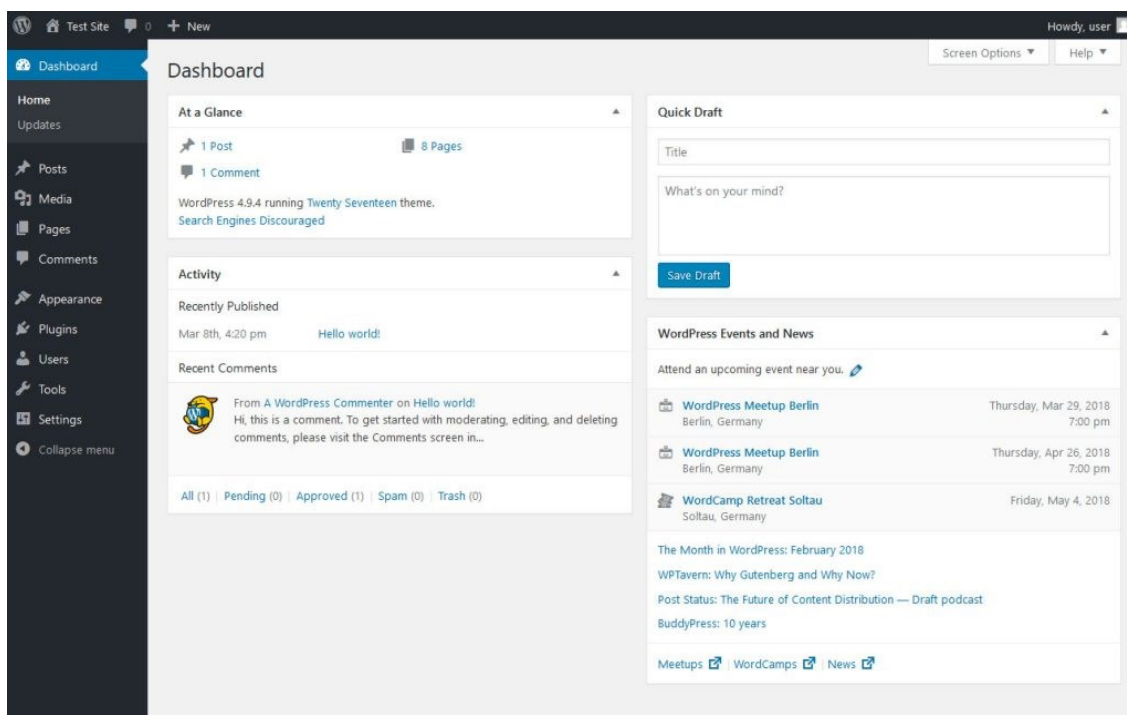 Test Site 0 + New
Howdy, user
Dashboard
Home
Updates
Posts
Media
Pages
Comments
Appearance
Plugins
Users
Tools
Settings
Collapse menu
Screen Options ▼
Help ▼
Dashboard
At a Glance
1 Post
8 Pages
1 Comment
WordPress 4.9.4 running Twenty Seventeen theme.
Search Engines Discouraged
Activity
Recently Published
Mar 8th, 4:20 pm Hello world!
Recent Comments
From A WordPress Commenter on Hello world!
Hi, this is a comment. To get started with moderating, editing, and deleting
comments, please visit the Comments screen in...
All (1) | Pending (0) | Approved (1) | Spam (0) | Trash (0)
Quick Draft
Title
What's on your mind?
Save Draft
WordPress Events and News
Attend an upcoming event near you.
WordPress Meetup Berlin Thursday, Mar 29, 2018
Berlin, Germany 7:00 pm
WordPress Meetup Berlin Thursday, Apr 26, 2018
Berlin, Germany 7:00 pm
WordCamp Retreat Soltau Friday, May 4, 2018
Soltau, Germany
The Month in WordPress: February 2018
WPTavern: Why Gutenberg and Why Now?
Post Status: The Future of Content Distribution — Draft podcast
BuddyPress: 10 years
Meetups | WordCamps | News